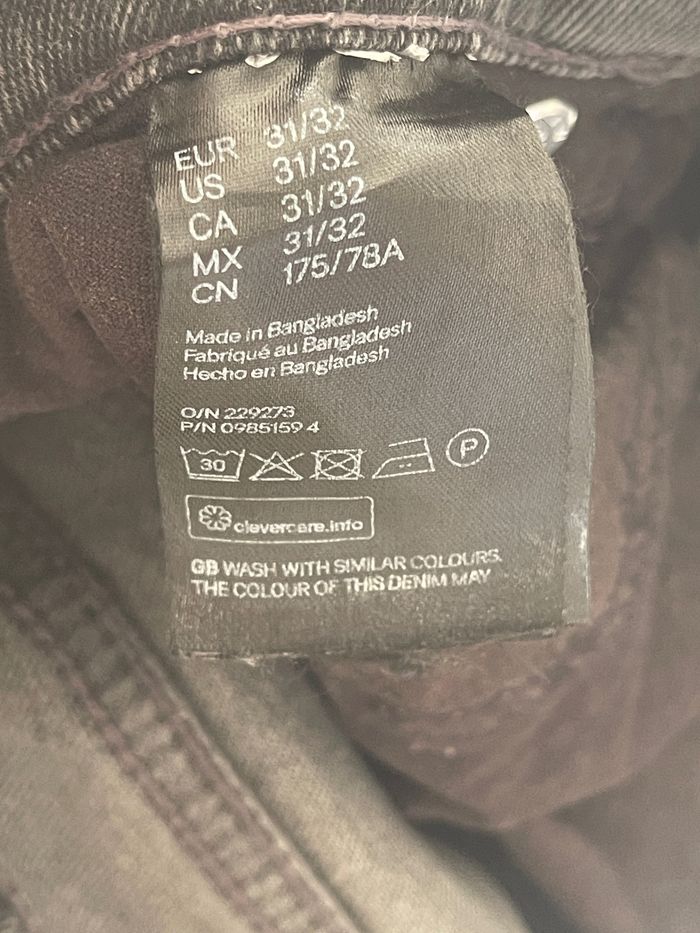 EUR 31/32
US 31/32
CA 31/32
MX 31/32
CN 175/78A
Made in Bangladesh
Fabriqué au Bangladesh
Hecho en Bangladesh
O/N 229273
P/N 0985159 4
30 P
clevercare.info
GB WASH WITH SIMILAR COLOURS.
THE COLOUR OF THIS DENIM MAY